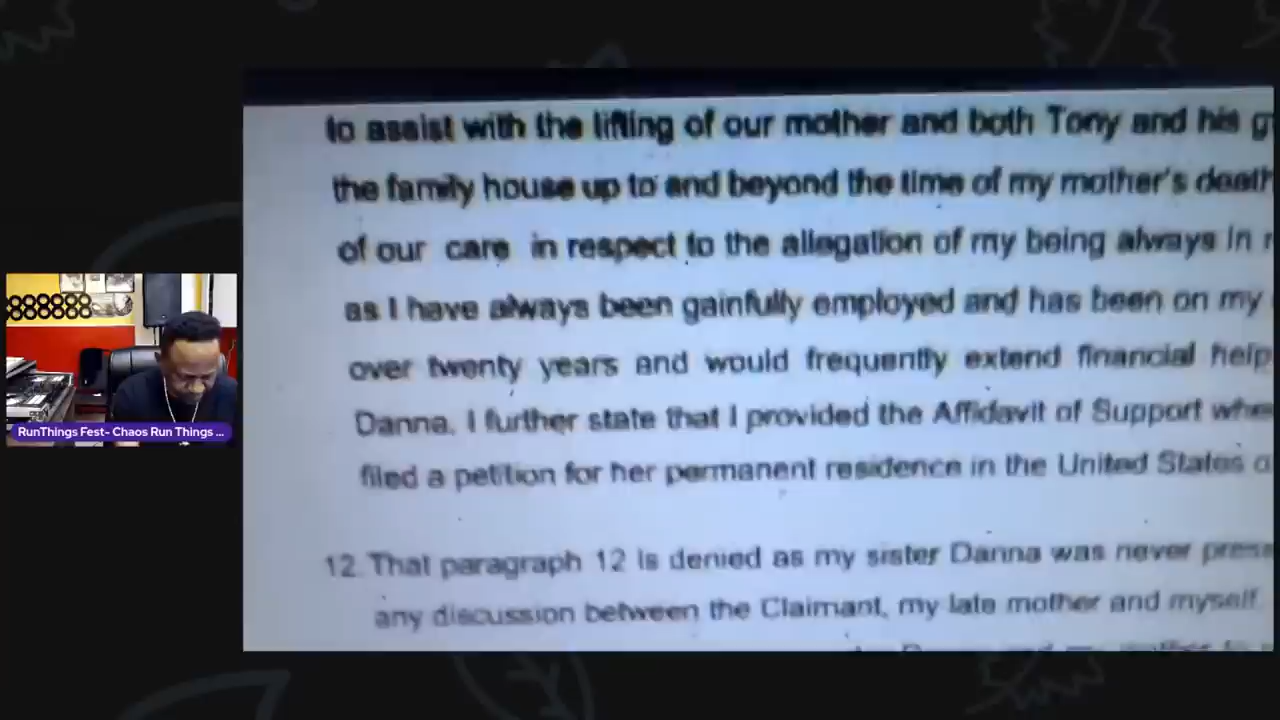 to assist with the lifting of our mother and both Tony and his g
the family house up to and beyond the time of my mother's death
of our care in respect to the allegation of my being always in
as I have always been gainfully employed and has been on my
over twenty years and would frequently extend financial help
Danna. I further state that I provided the Affidavit of Support whe
filed a petition for her permanent residence in the United States
12. That paragraph 12 is denied as my sister Danna was never prese
any discussion between the Claimant, my late mother and myself.
RunThings Fest- Chaos Run Things ...